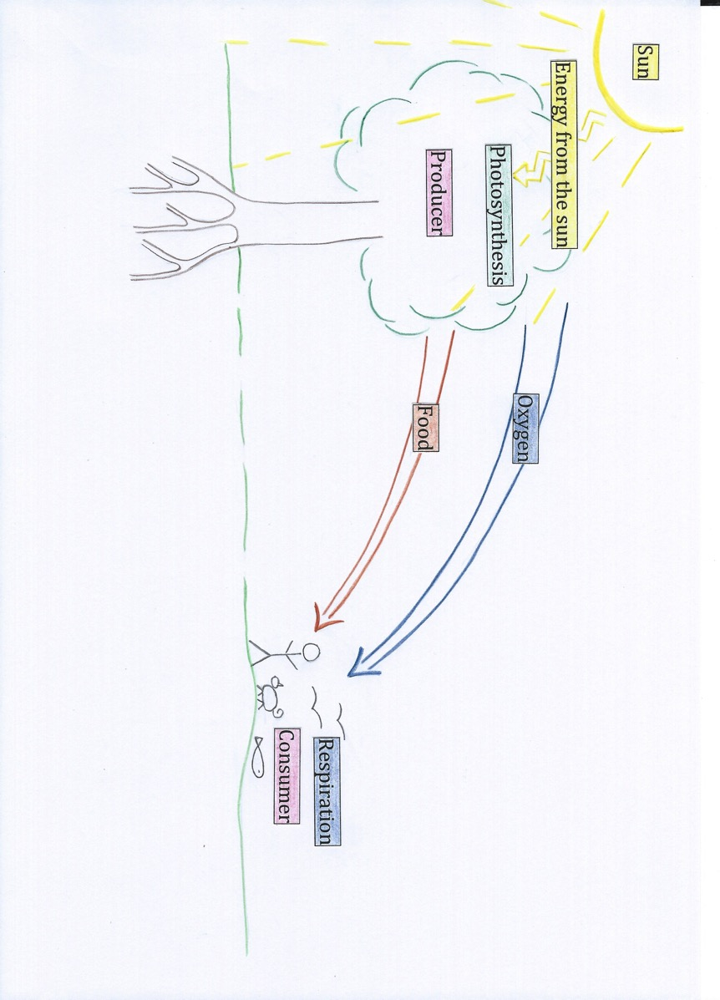 Sun
Energy from the sun
Photosynthesis
Producer
Oxygen
Food
Respiration
Consumer